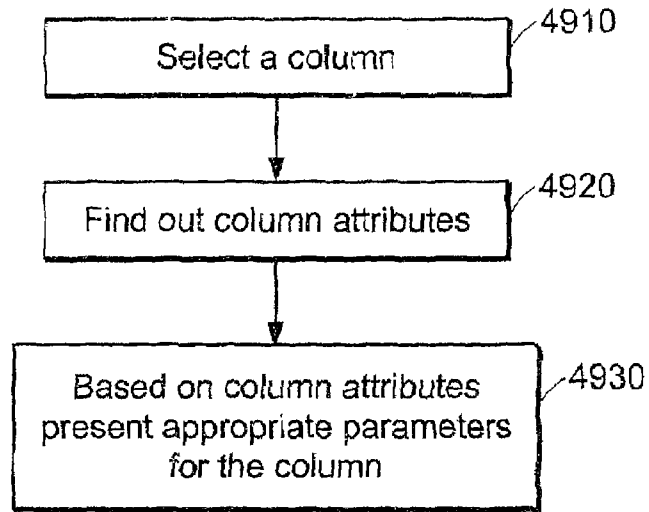 4910
Select a column
4920
Find out column attributes
4930
Based on column attributes
present appropriate parameters
for the column